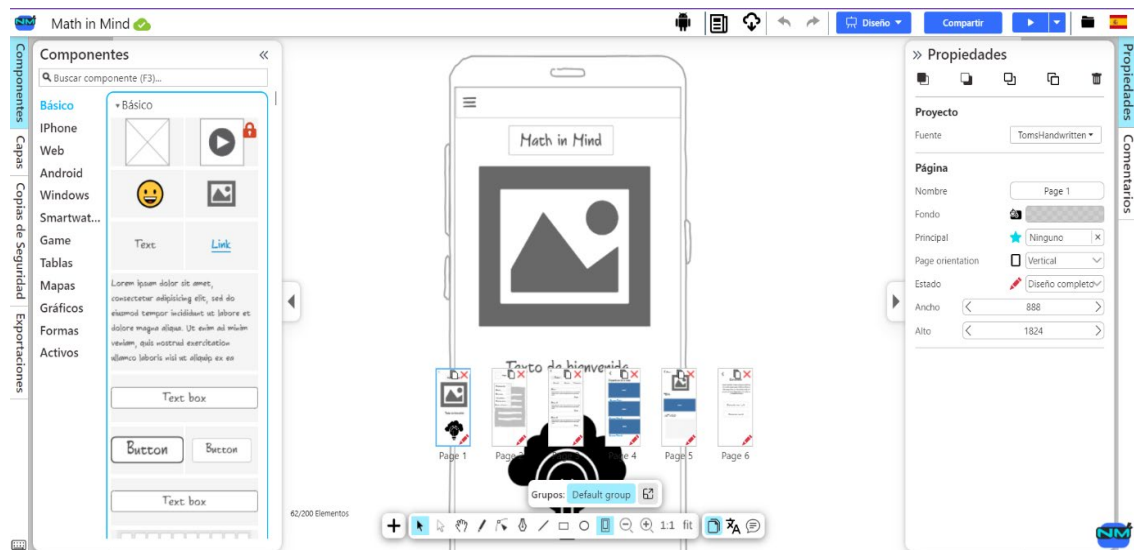 NM Math in Mind
Diseño
Compartir
Componentes
Capas
Copias de Seguridad
Exportaciones
Componentes
Buscar componente (F3)...
Básico
IPhone
Web
Android
Windows
Smartwat...
Game
Tablas
Mapas
Gráficos
Formas
Activos
Básico
Text
Link
Lorem ipsum dolor sit amet,
consectetur adipisicing elit, sed do
eiusmod tempor incididunt ut labore et
dolore magna aliqua. Ut enim ad minim
veniam, quis nostrud exercitation
ullamco laboris nisi ut aliquip ex ea
Text box
Button
Button
Text box
Math in Mind
Texto de bienvenida
Page 1
Page
Page 4
Page 5
Page 6
Grupos: Default group
62/200 Elementos
1:1 fit
Propiedades
Proyecto
Fuente TomsHandwritten
Página
Nombre Page 1
Fondo
Principal Ninguno
Page orientation Vertical
Estado Diseño completo
Ancho 888
Alto 1824
Propiedades
Comentarios
NM